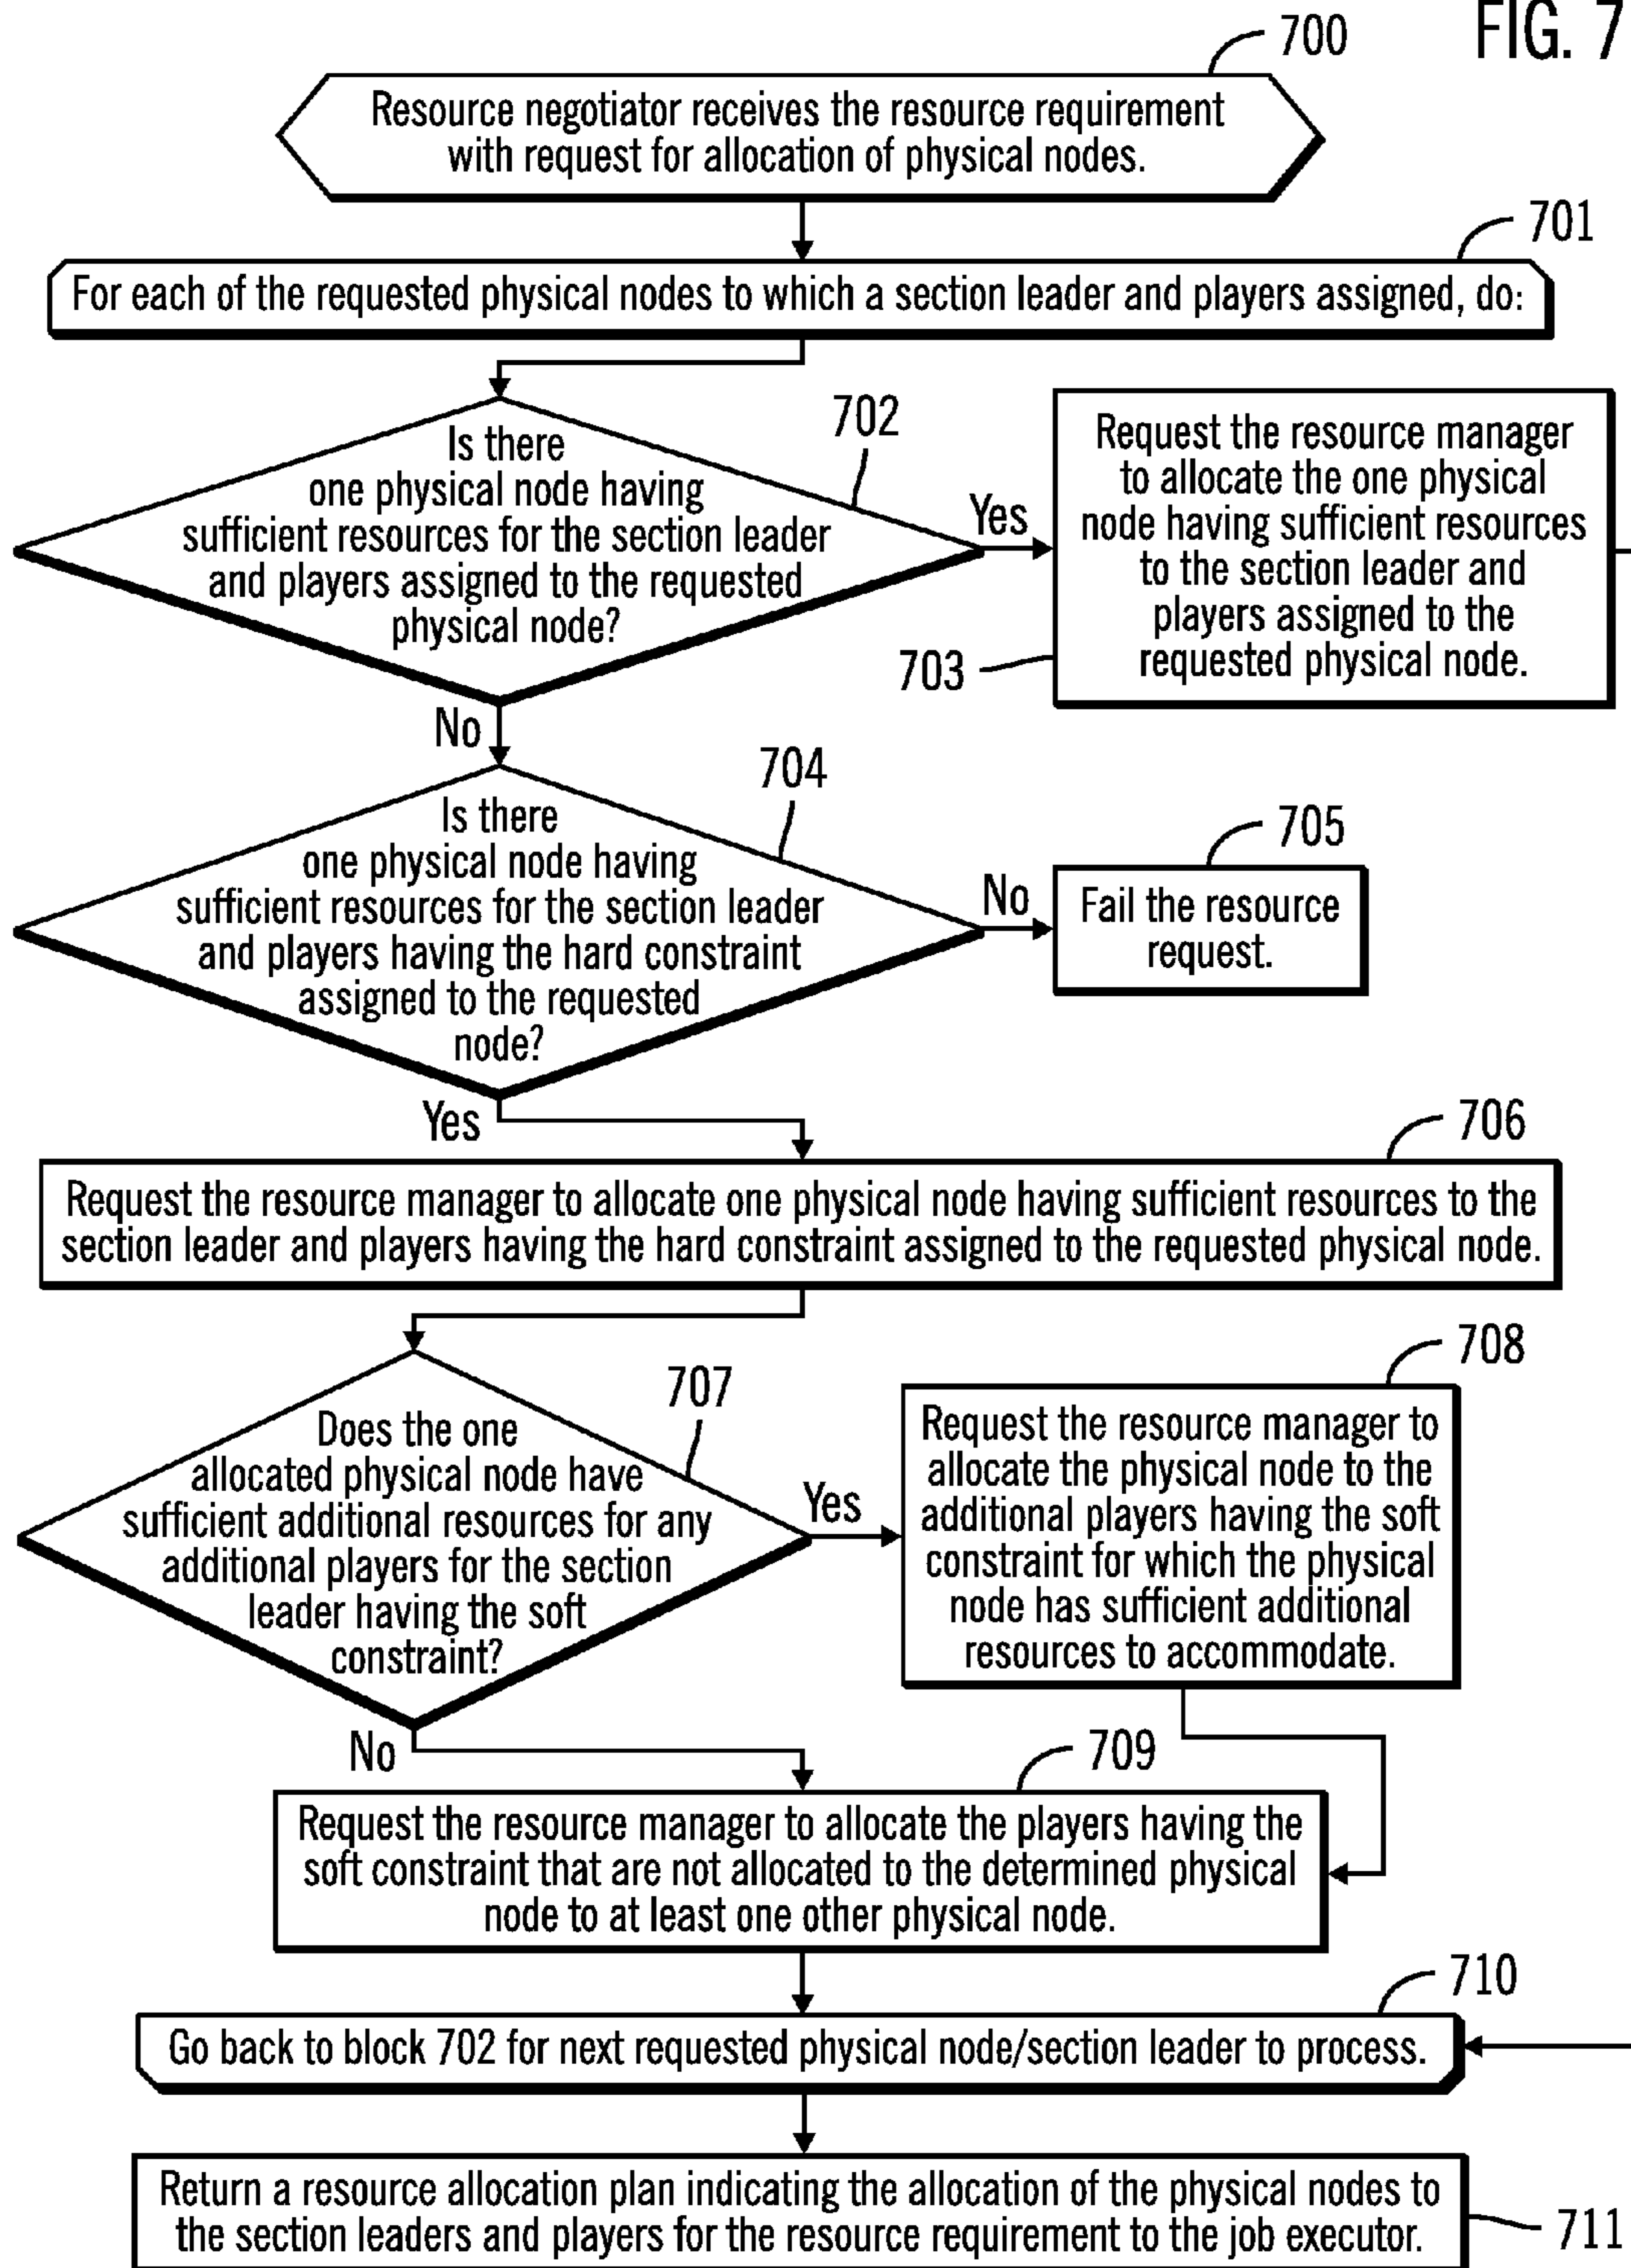 FIG. 7
700
Resource negotiator receives the resource requirement
with request for allocation of physical nodes.
701
For each of the requested physical nodes to which a section leader and players assigned, do:
702
Is there
one physical node having
sufficient resources for the section leader
and players assigned to the requested
physical node?
Yes
703
Request the resource manager
to allocate the one physical
node having sufficient resources
to the section leader and
players assigned to the
requested physical node.
No
704
Is there
one physical node having
sufficient resources for the section leader
and players having the hard constraint
assigned to the requested
node?
No
705
Fail the resource
request.
Yes
706
Request the resource manager to allocate one physical node having sufficient resources to the
section leader and players having the hard constraint assigned to the requested physical node.
707
Does the one
allocated physical node have
sufficient additional resources for any
additional players for the section
leader having the soft
constraint?
Yes
708
Request the resource manager to
allocate the physical node to the
additional players having the soft
constraint for which the physical
node has sufficient additional
resources to accommodate.
No
709
Request the resource manager to allocate the players having the
soft constraint that are not allocated to the determined physical
node to at least one other physical node.
710
Go back to block 702 for next requested physical node/section leader to process.
Return a resource allocation plan indicating the allocation of the physical nodes to
the section leaders and players for the resource requirement to the job executor.
711